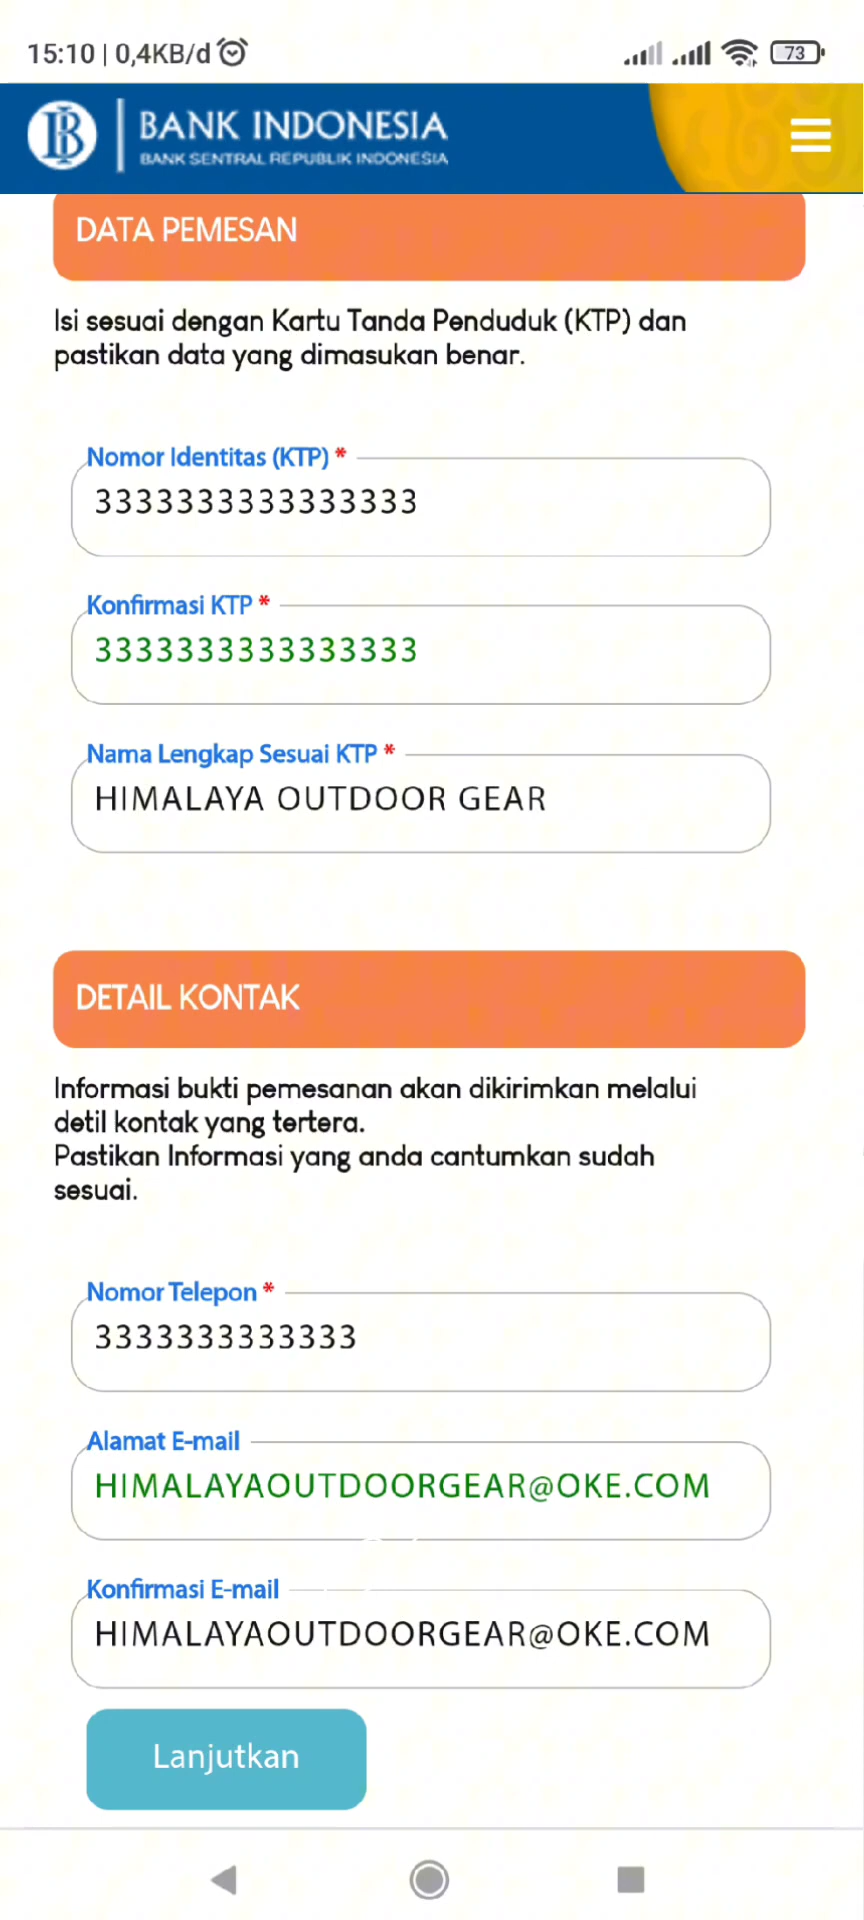 15:10 | 0,4KB/d
73
BANK INDONESIA
BANK SENTRAL REPUBLIK INDONESIA
DATA PEMESAN
Isi sesuai dengan Kartu Tanda Penduduk (KTP) dan
pastikan data yang dimasukan benar.
Nomor Identitas (KTP) *
3333333333333333
Konfirmasi KTP *
3333333333333333
Nama Lengkap Sesuai KTP *
HIMALAYA OUTDOOR GEAR
DETAIL KONTAK
Informasi bukti pemesanan akan dikirimkan melalui
detil kontak yang tertera.
Pastikan Informasi yang anda cantumkan sudah
sesuai.
Nomor Telepon *
3333333333333
Alamat E-mail
HIMALAYAOUTDOORGEAR@OKE.COM
Konfirmasi E-mail
HIMALAYAOUTDOORGEAR@OKE.COM
Lanjutkan